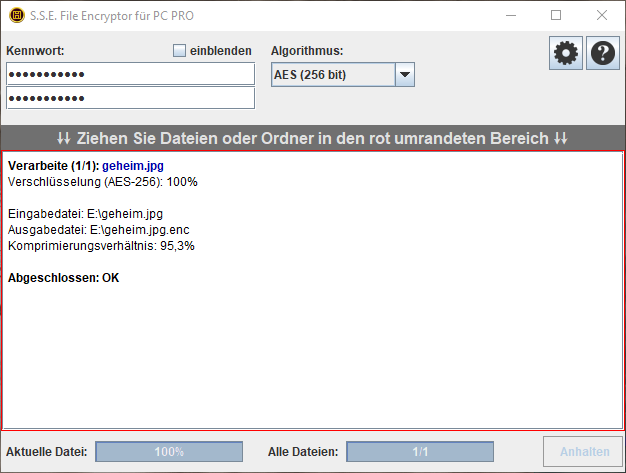 S.S.E. File Encryptor für PC PRO
Kennwort:
einblenden
Algorithmus:
AES (256 bit)
Ziehen Sie Dateien oder Ordner in den rot umrandeten Bereich
Verarbeite (1/1): geheim.jpg
Verschlüsselung (AES-256): 100%
Eingabedatei: E:\geheim.jpg
Ausgabedatei: E:\geheim.jpg.enc
Komprimierungsverhältnis: 95,3%
Abgeschlossen: OK
Aktuelle Datei: 100% Alle Dateien: 1/1 Anhalten